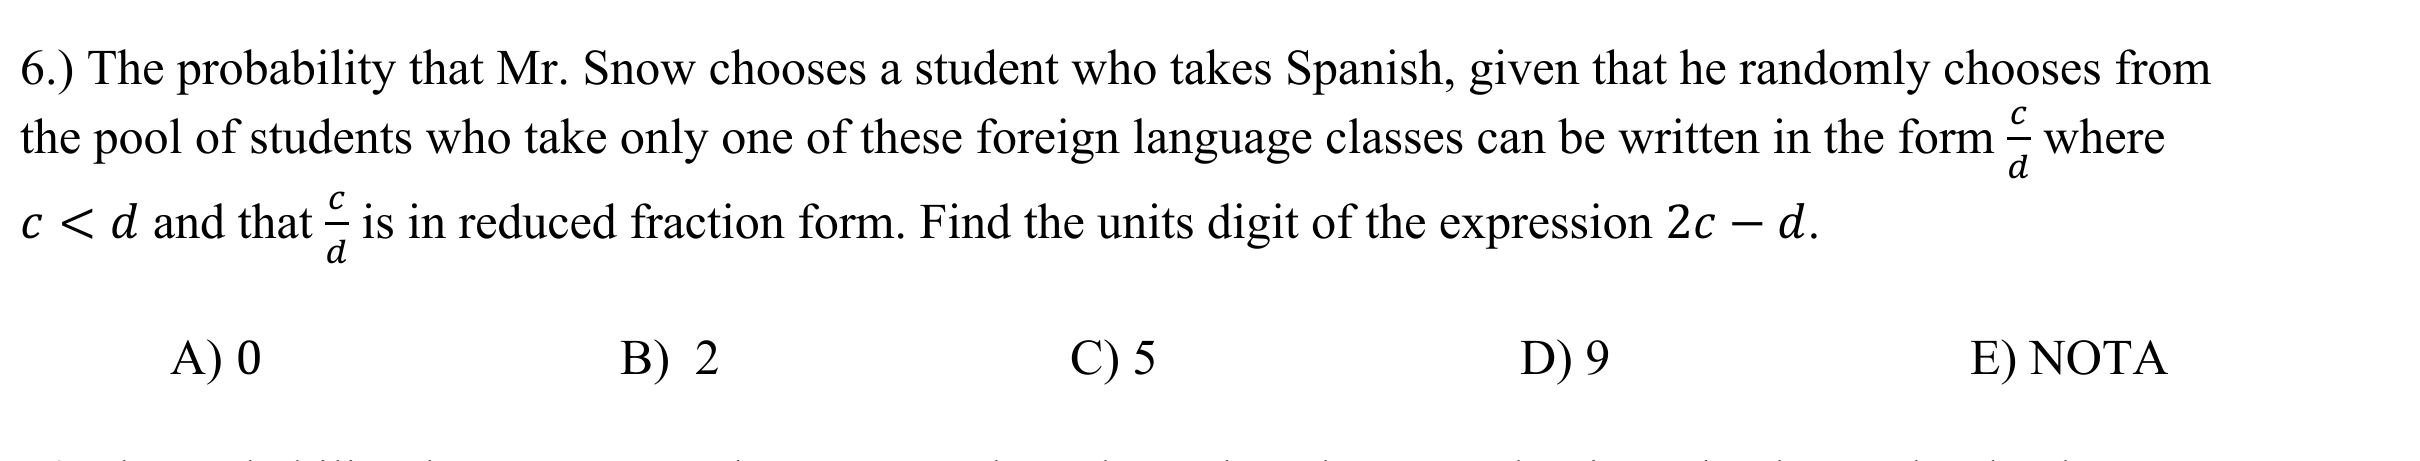 6.) The probability that Mr. Snow chooses a student who takes Spanish, given that he randomly chooses from
the pool of students who take only one of these foreign language classes can be written in the form c/d where
c < d and that c/d is in reduced fraction form. Find the units digit of the expression 2c − d.
A) 0 B) 2 C) 5 D) 9 E) NOTA